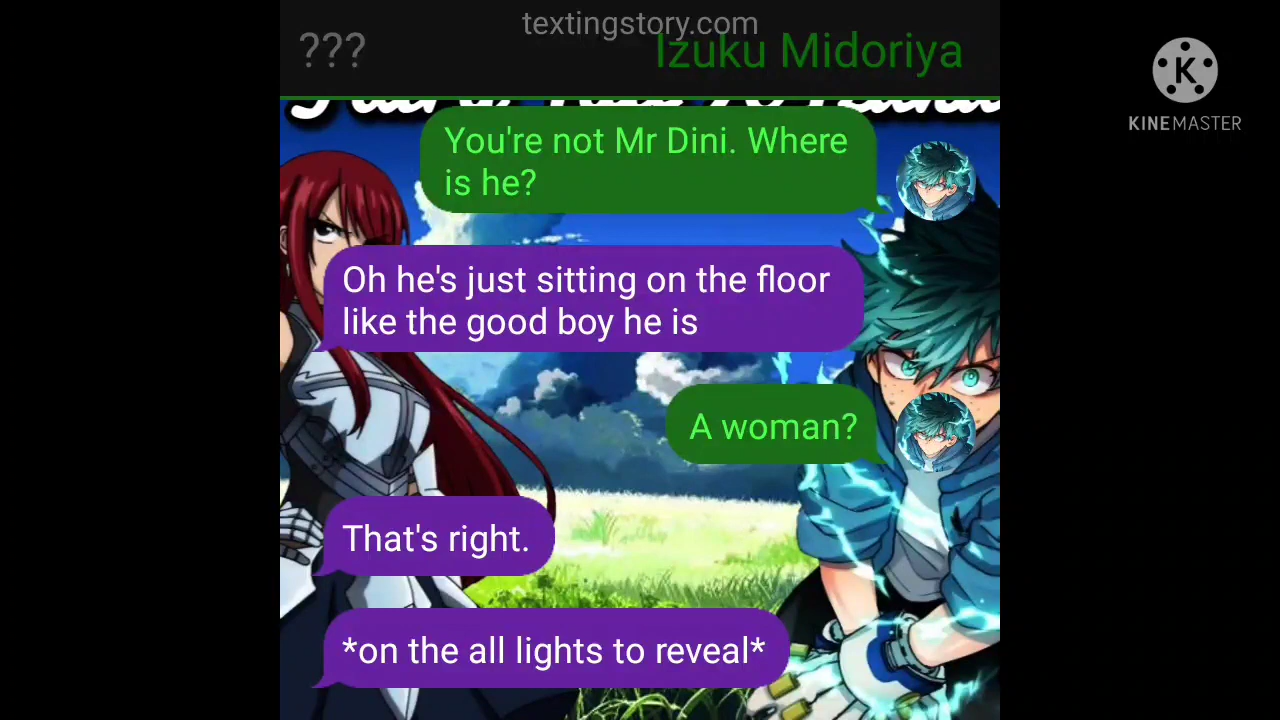 textingstory.com
???
Izuku Midoriya
You're not Mr Dini. Where
is he?
Oh he's just sitting on the floor
like the good boy he is
A woman?
That's right.
*on the all lights to reveal*
K
KINEMASTER